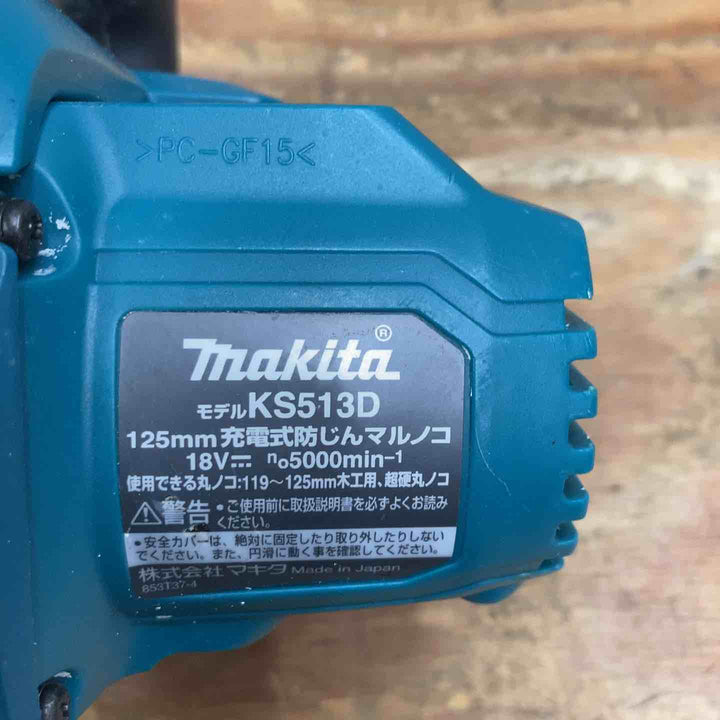 >PC-GF15<
makita®
モデルKS513D
125mm 充電式防じんマルノコ
18V⎓ n₀5000min⁻¹
使用できる丸ノコ:119～125mm木工用、超硬丸ノコ
⚠警告 • ご使用前に取扱説明書を必ずよくお読み
ください。
• 安全カバーは、絶対に固定したり取り外したりしない
でください。また、円滑に動く事を確認してください。
株式会社マキタ Made in Japan
853T37-4